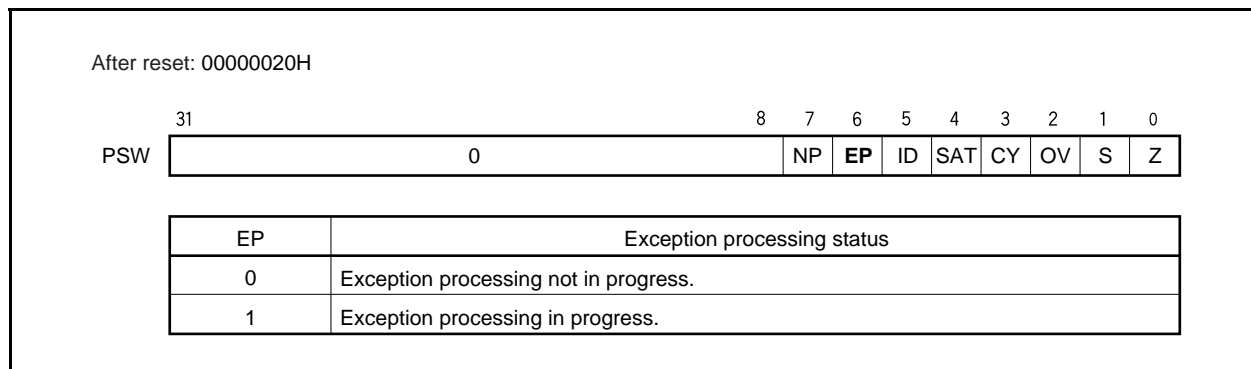 After reset: 00000020H
31 8 7 6 5 4 3 2 1 0
PSW 0 NP EP ID SAT CY OV S Z
EP Exception processing status
0 Exception processing not in progress.
1 Exception processing in progress.